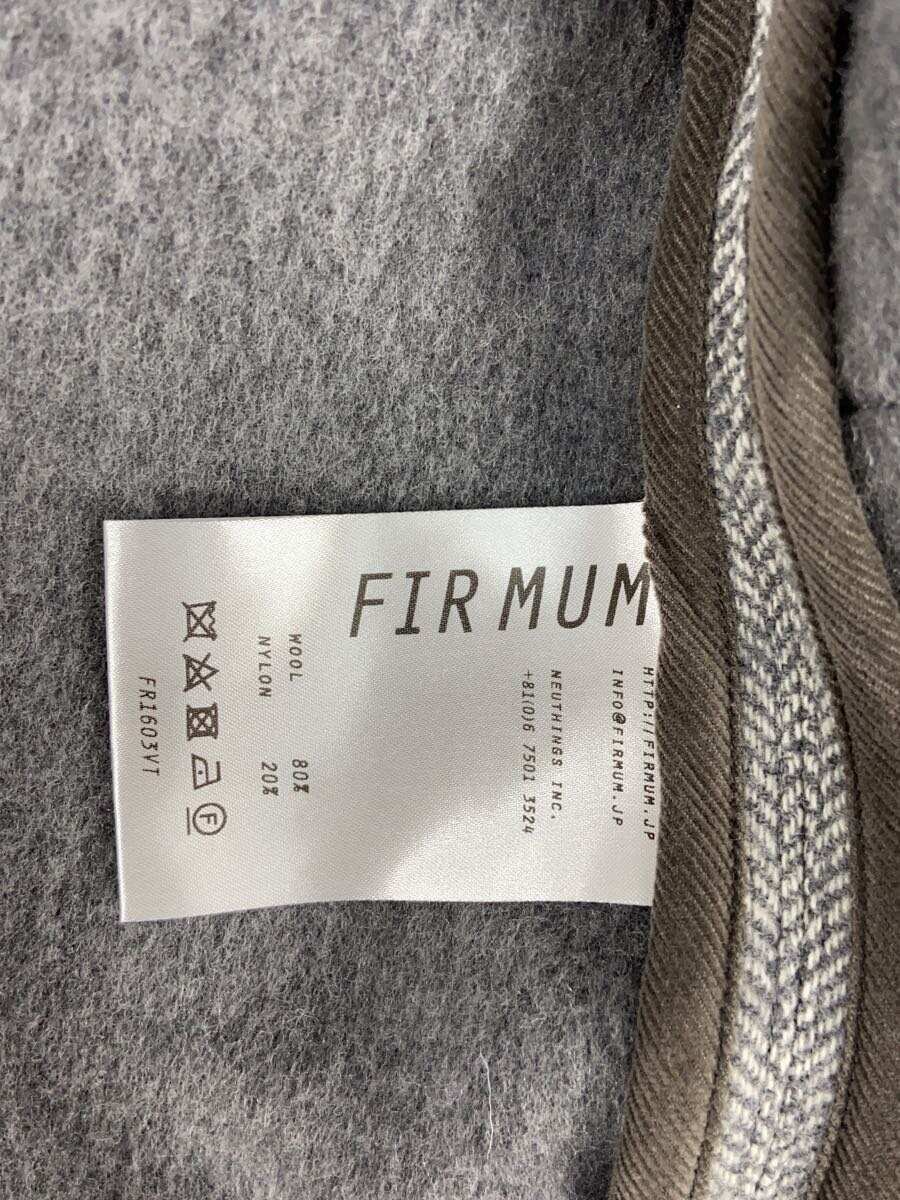 FIRMUM
HTTP://FIRMUM.JP
INFO@FIRMUM.JP
NEUTHINGS INC.
+81(0)6 7501 3524
WOOL 80%
NYLON 20%
F
FR1603VT